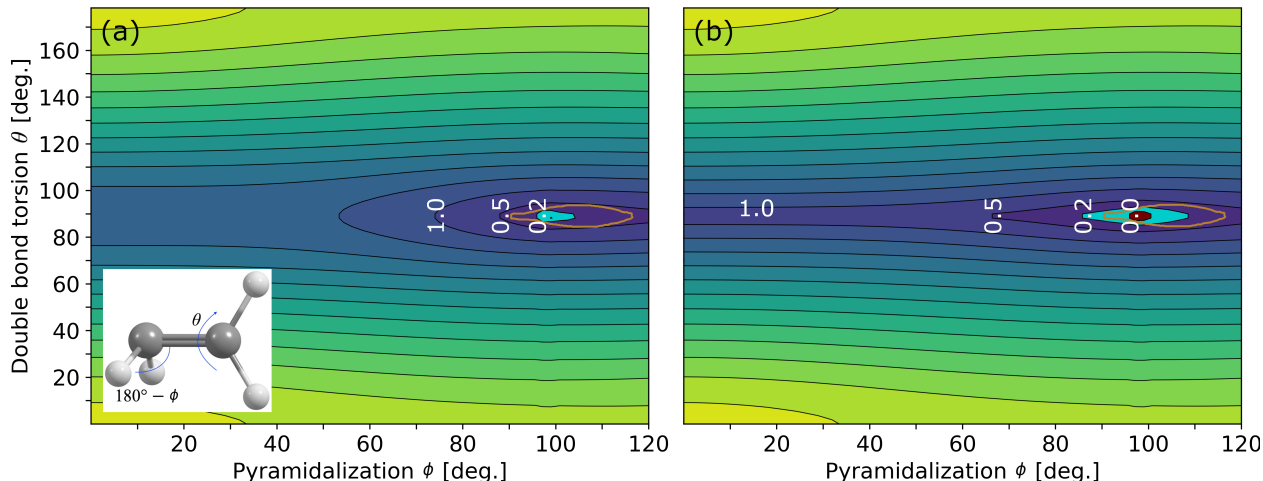 (a)
Double bond torsion θ [deg.]
160
140
120
100
80
60
40
20
1.0
0.5
0.2
θ
180° − ϕ
20 40 60 80 100 120
Pyramidalization ϕ [deg.]
(b)
1.0
0.5
0.2
0.0
20 40 60 80 100 120
Pyramidalization ϕ [deg.]